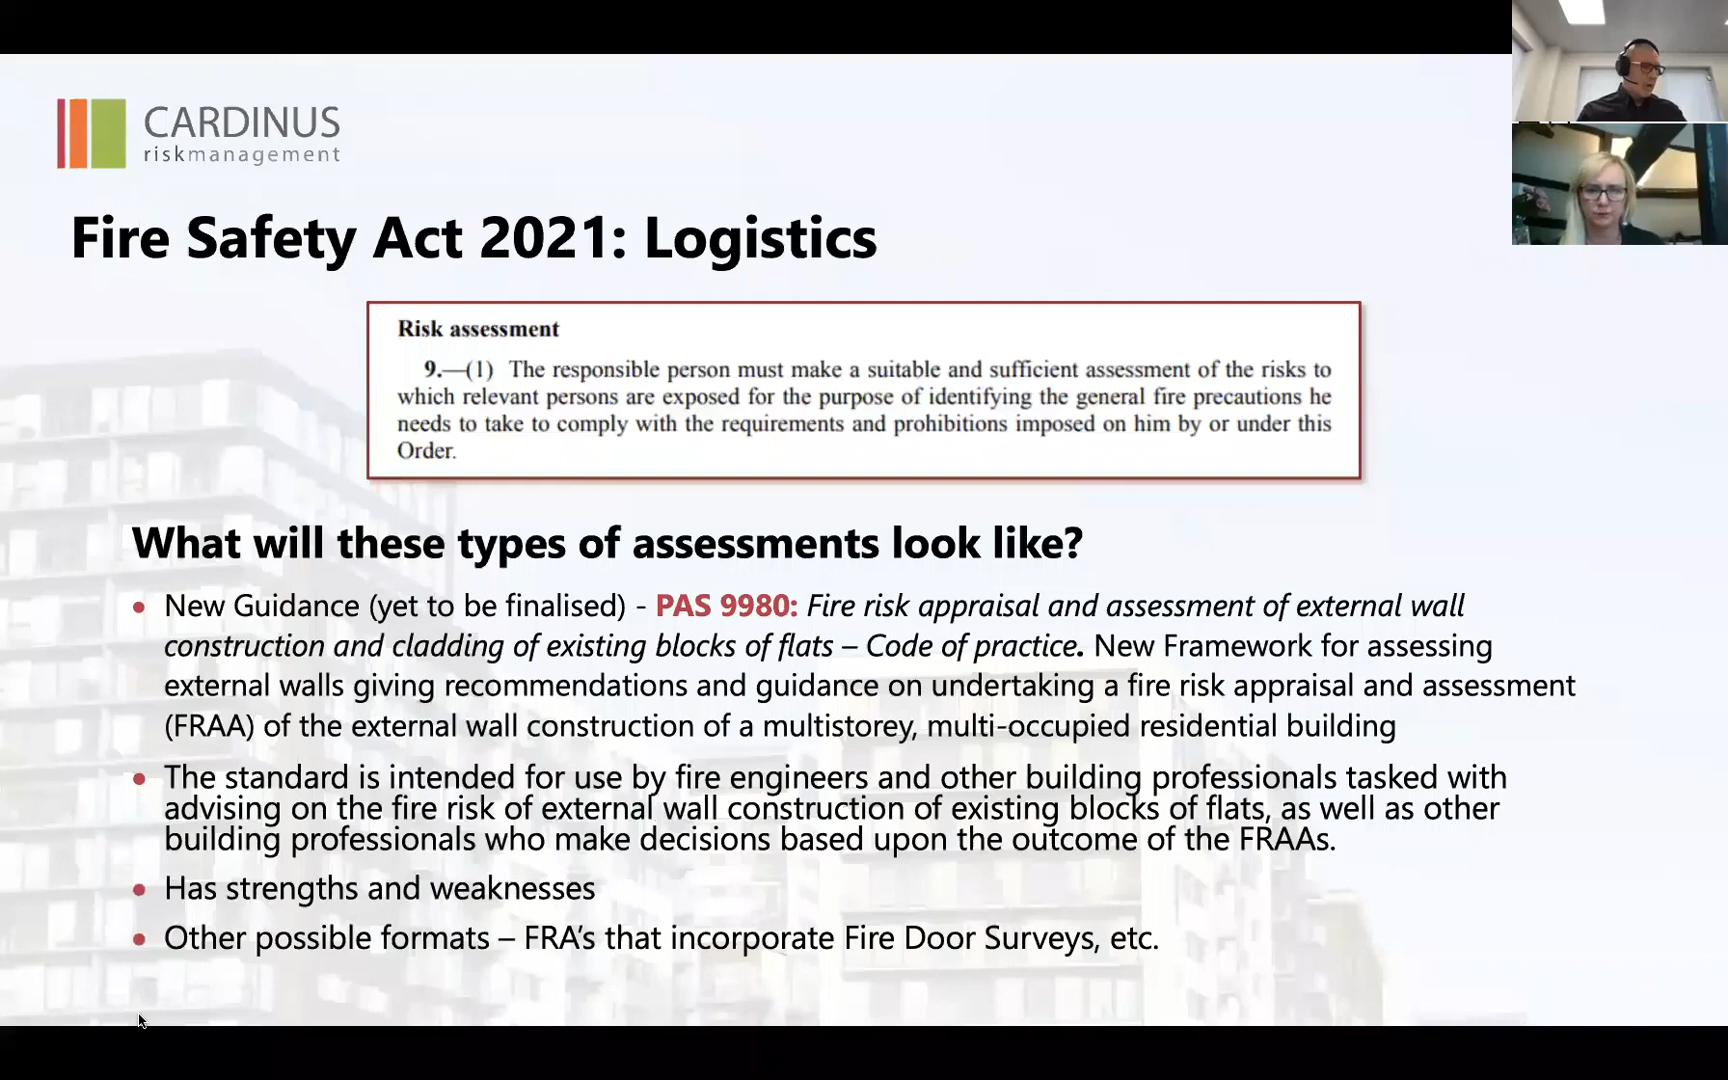 CARDINUS
riskmanagement
Fire Safety Act 2021: Logistics
Risk assessment
9.—(1) The responsible person must make a suitable and sufficient assessment of the risks to
which relevant persons are exposed for the purpose of identifying the general fire precautions he
needs to take to comply with the requirements and prohibitions imposed on him by or under this
Order.
What will these types of assessments look like?
• New Guidance (yet to be finalised) - PAS 9980: Fire risk appraisal and assessment of external wall
construction and cladding of existing blocks of flats – Code of practice. New Framework for assessing
external walls giving recommendations and guidance on undertaking a fire risk appraisal and assessment
(FRAA) of the external wall construction of a multistorey, multi-occupied residential building
• The standard is intended for use by fire engineers and other building professionals tasked with
advising on the fire risk of external wall construction of existing blocks of flats, as well as other
building professionals who make decisions based upon the outcome of the FRAAs.
• Has strengths and weaknesses
• Other possible formats – FRA’s that incorporate Fire Door Surveys, etc.